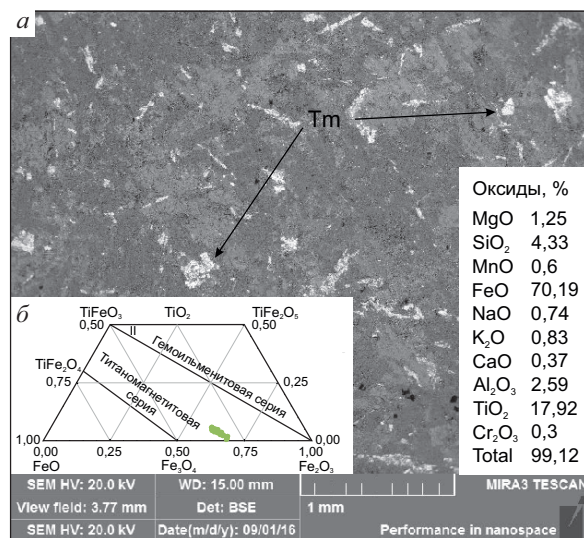 а
Tm
Оксиды, %
MgO 1,25
SiO₂ 4,33
MnO 0,6
FeO 70,19
NaO 0,74
K₂O 0,83
CaO 0,37
Al₂O₃ 2,59
TiO₂ 17,92
Cr₂O₃ 0,3
Total 99,12
б
TiFeO₃ TiO₂ TiFe₂O₅
0,50 II 0,50
Гемоильменитовая серия
TiFe₂O₄
0,75 0,25
Титаномагнетитовая
серия
1,00 0,00
0,00 0,25 0,50 0,75 1,00
FeO Fe₃O₄ Fe₂O₃
SEM HV: 20.0 kV WD: 15.00 mm MIRA3 TESCAN
View field: 3.77 mm Det: BSE 1 mm
SEM HV: 20.0 kV Date(m/d/y): 09/01/16 Performance in nanospace